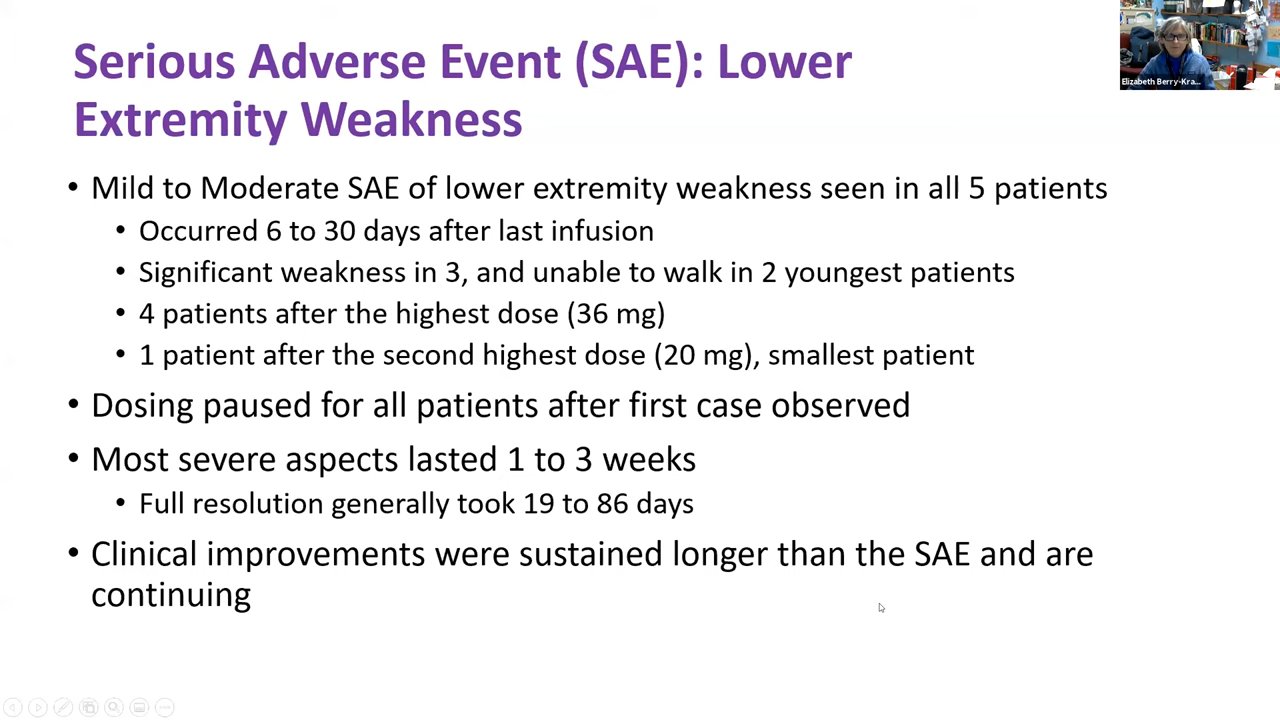 Serious Adverse Event (SAE): Lower
Extremity Weakness
Elizabeth Berry-Kra...
• Mild to Moderate SAE of lower extremity weakness seen in all 5 patients
• Occurred 6 to 30 days after last infusion
• Significant weakness in 3, and unable to walk in 2 youngest patients
• 4 patients after the highest dose (36 mg)
• 1 patient after the second highest dose (20 mg), smallest patient
• Dosing paused for all patients after first case observed
• Most severe aspects lasted 1 to 3 weeks
• Full resolution generally took 19 to 86 days
• Clinical improvements were sustained longer than the SAE and are
continuing